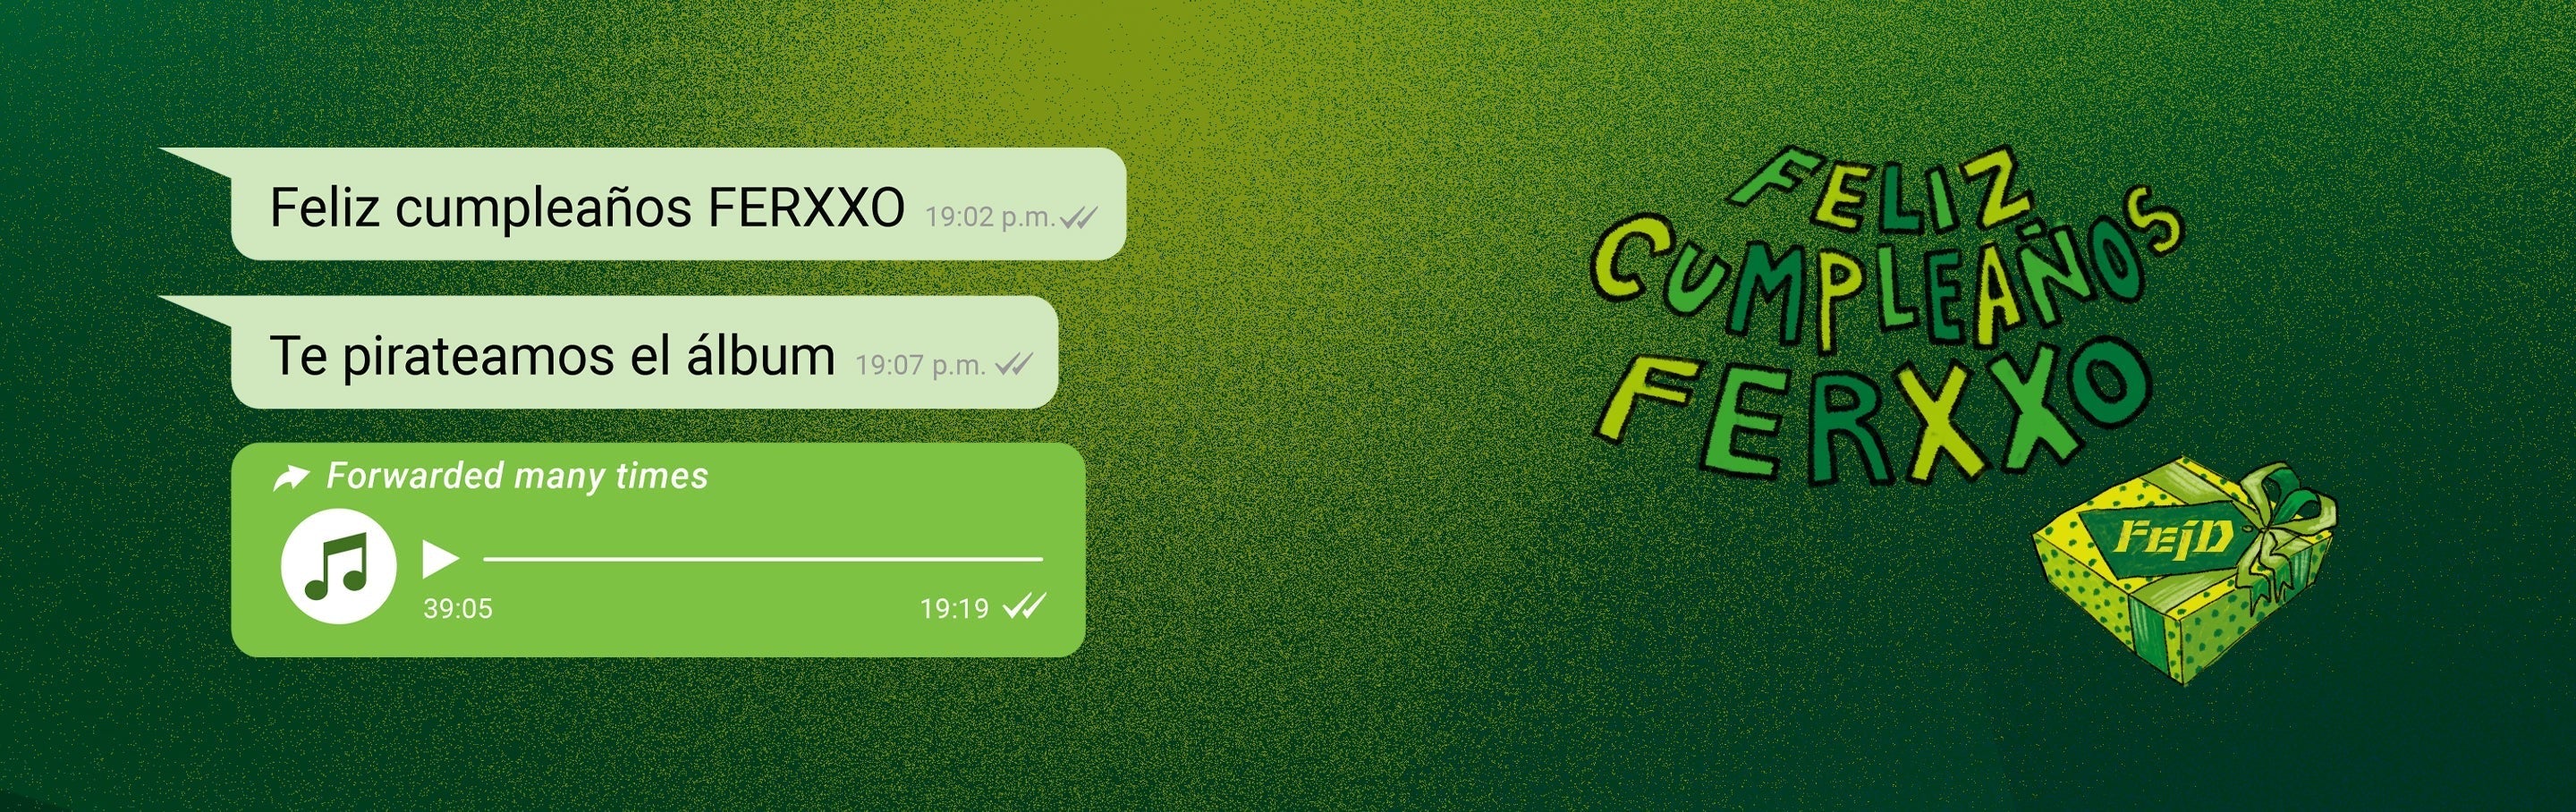 Feliz cumpleaños FERXXO 19:02 p.m.
Te pirateamos el álbum 19:07 p.m.
Forwarded many times
39:05 19:19
FELIZ
CUMPLEAÑOS
FERXXO
FEID